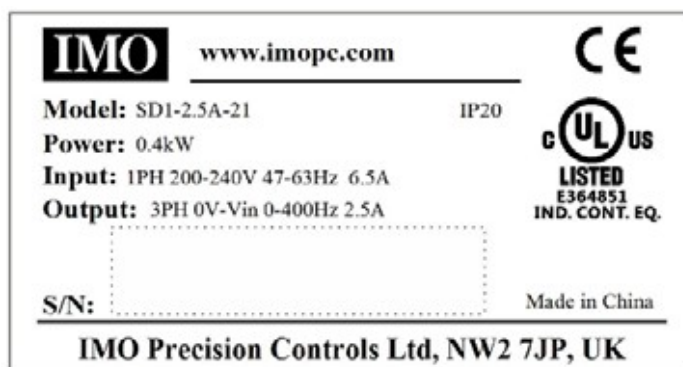 IMO www.imopc.com CE
Model: SD1-2.5A-21 IP20
Power: 0.4kW
Input: 1PH 200-240V 47-63Hz 6.5A
Output: 3PH 0V-Vin 0-400Hz 2.5A
C UL US
LISTED
E364851
IND. CONT. EQ.
S/N: Made in China
IMO Precision Controls Ltd, NW2 7JP, UK